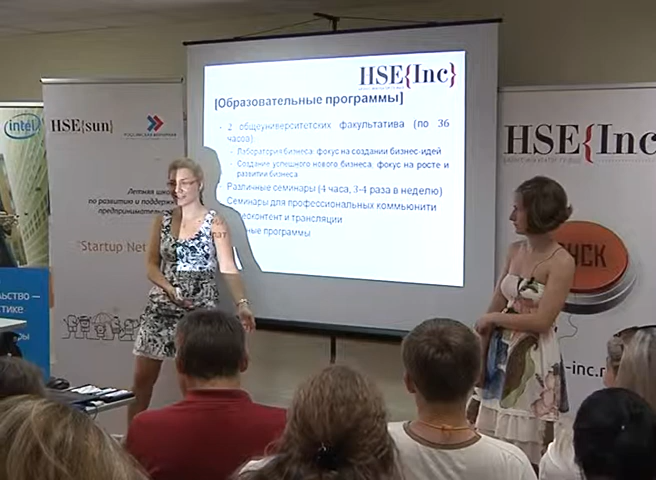 HSE{Inc}
[Образовательные программы]
- 2 общеуниверситетских факультатива (по 36
часов)
- Лаборатория бизнеса: фокус на создании бизнес-идей
- Создание успешного нового бизнеса: фокус на росте и
развитии бизнеса
Различные семинары (4 часа, 3-4 раза в неделю)
Семинары для профессиональных коммьюнити
контент и трансляции
программы
intel
HSE{sun}
Летняя
по развитию и поддержке
предпринимательства
Startup Net
HSE{Inc
ПУСК
-inc.